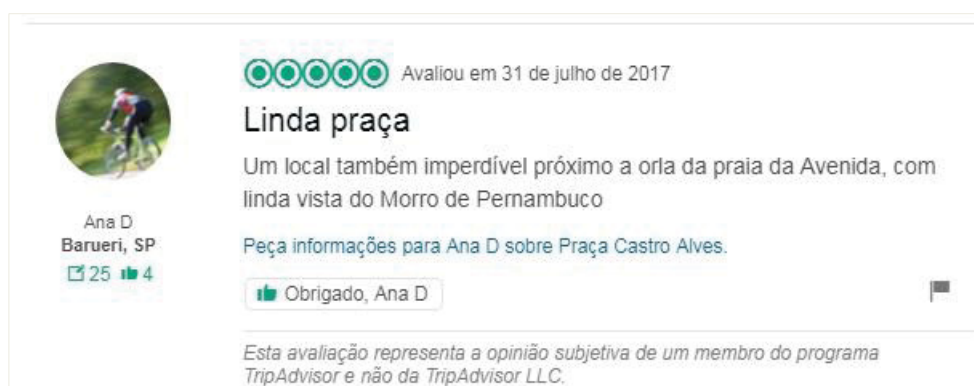 Avaliou em 31 de julho de 2017
Linda praça
Um local também imperdível próximo a orla da praia da Avenida, com
linda vista do Morro de Pernambuco
Ana D
Barueri, SP
25 4
Peça informações para Ana D sobre Praça Castro Alves.
Obrigado, Ana D
Esta avaliação representa a opinião subjetiva de um membro do programa
TripAdvisor e não da TripAdvisor LLC.